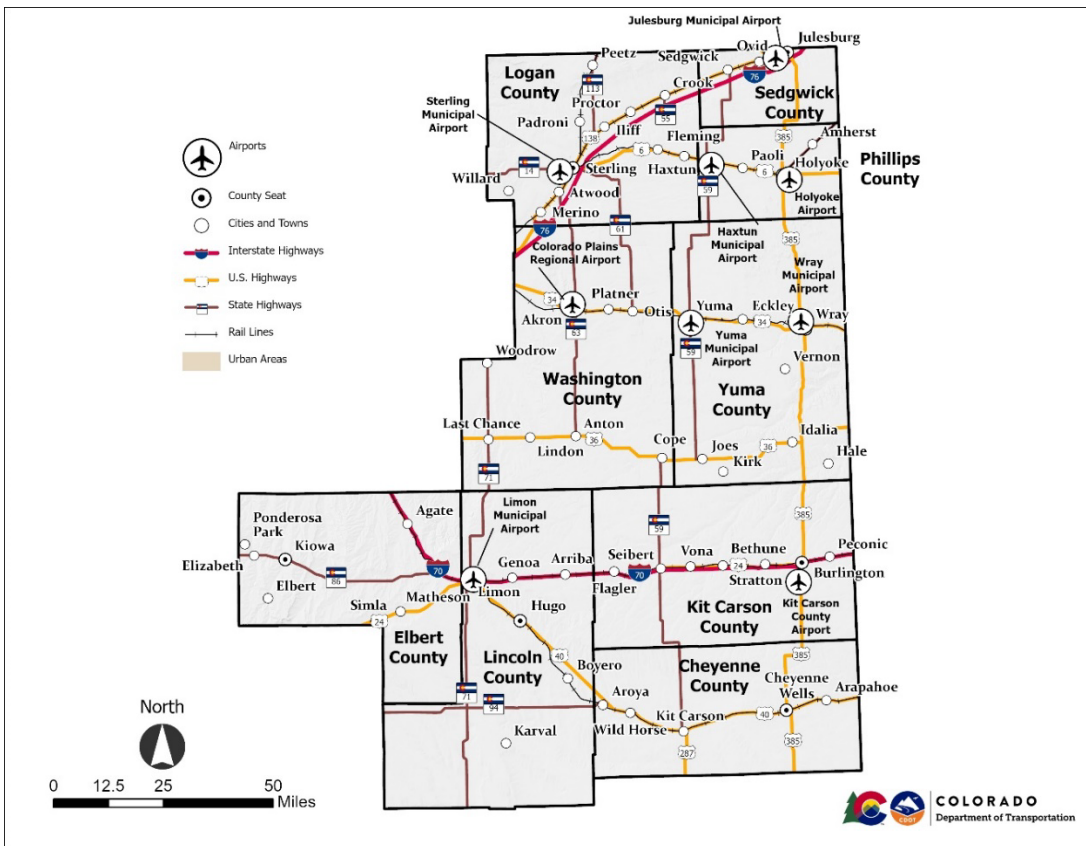 Julesburg Municipal Airport
Julesburg
Ovid
Sedgwick
Peetz
Logan
County
76
Sedgwick
County
Crook
113
Proctor
55
Sterling
Municipal
Airport
Padroni
138
Iliff
Fleming
385
Amherst
Phillips
County
6
Paoli
Holyoke
6
Haxtun
14
Sterling
59
Willard
Atwood
Holyoke
Airport
Merino
61
76
Haxtun
Municipal
Airport
385
Colorado Plains
Regional Airport
Wray
Municipal
Airport
34
Platner
Otis
Yuma
Eckley
34
Wray
Akron
63
59
Yuma
Municipal
Airport
Vernon
Woodrow
Washington
County
Yuma
County
Last Chance
Anton
36
Lindon
Cope
Joes
36
Idalia
Kirk
Hale
71
Limon
Municipal
Airport
Agate
59
385
Ponderosa
Park
Kiowa
Elizabeth
Elbert
86
70
Genoa
Arriba
Seibert
Vona
Bethune
Peconic
70
24
Flagler
Stratton
Burlington
Matheson
Limon
Simla
24
Hugo
Kit Carson
County
Kit Carson
County
Airport
Elbert
County
Lincoln
County
40
Boyero
Cheyenne
County
385
Cheyenne
Wells
Arapahoe
71
94
Aroya
Wild Horse
Kit Carson
40
Karval
287
385
Airports
County Seat
Cities and Towns
Interstate Highways
U.S. Highways
State Highways
Rail Lines
Urban Areas
North
0 12.5 25 50
Miles
CDOT
COLORADO
Department of Transportation